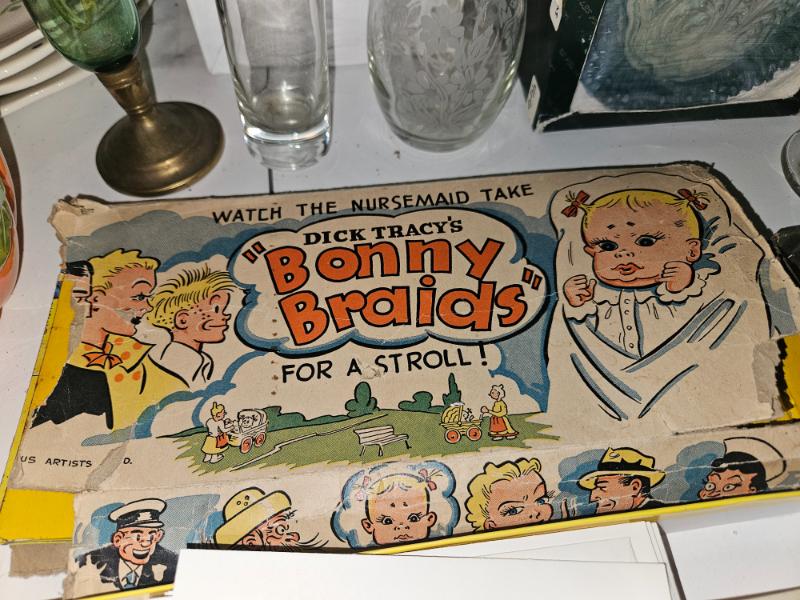 WATCH THE NURSEMAID TAKE
DICK TRACY'S
"Bonny
Braids"
FOR A STROLL!
US ARTISTS D.